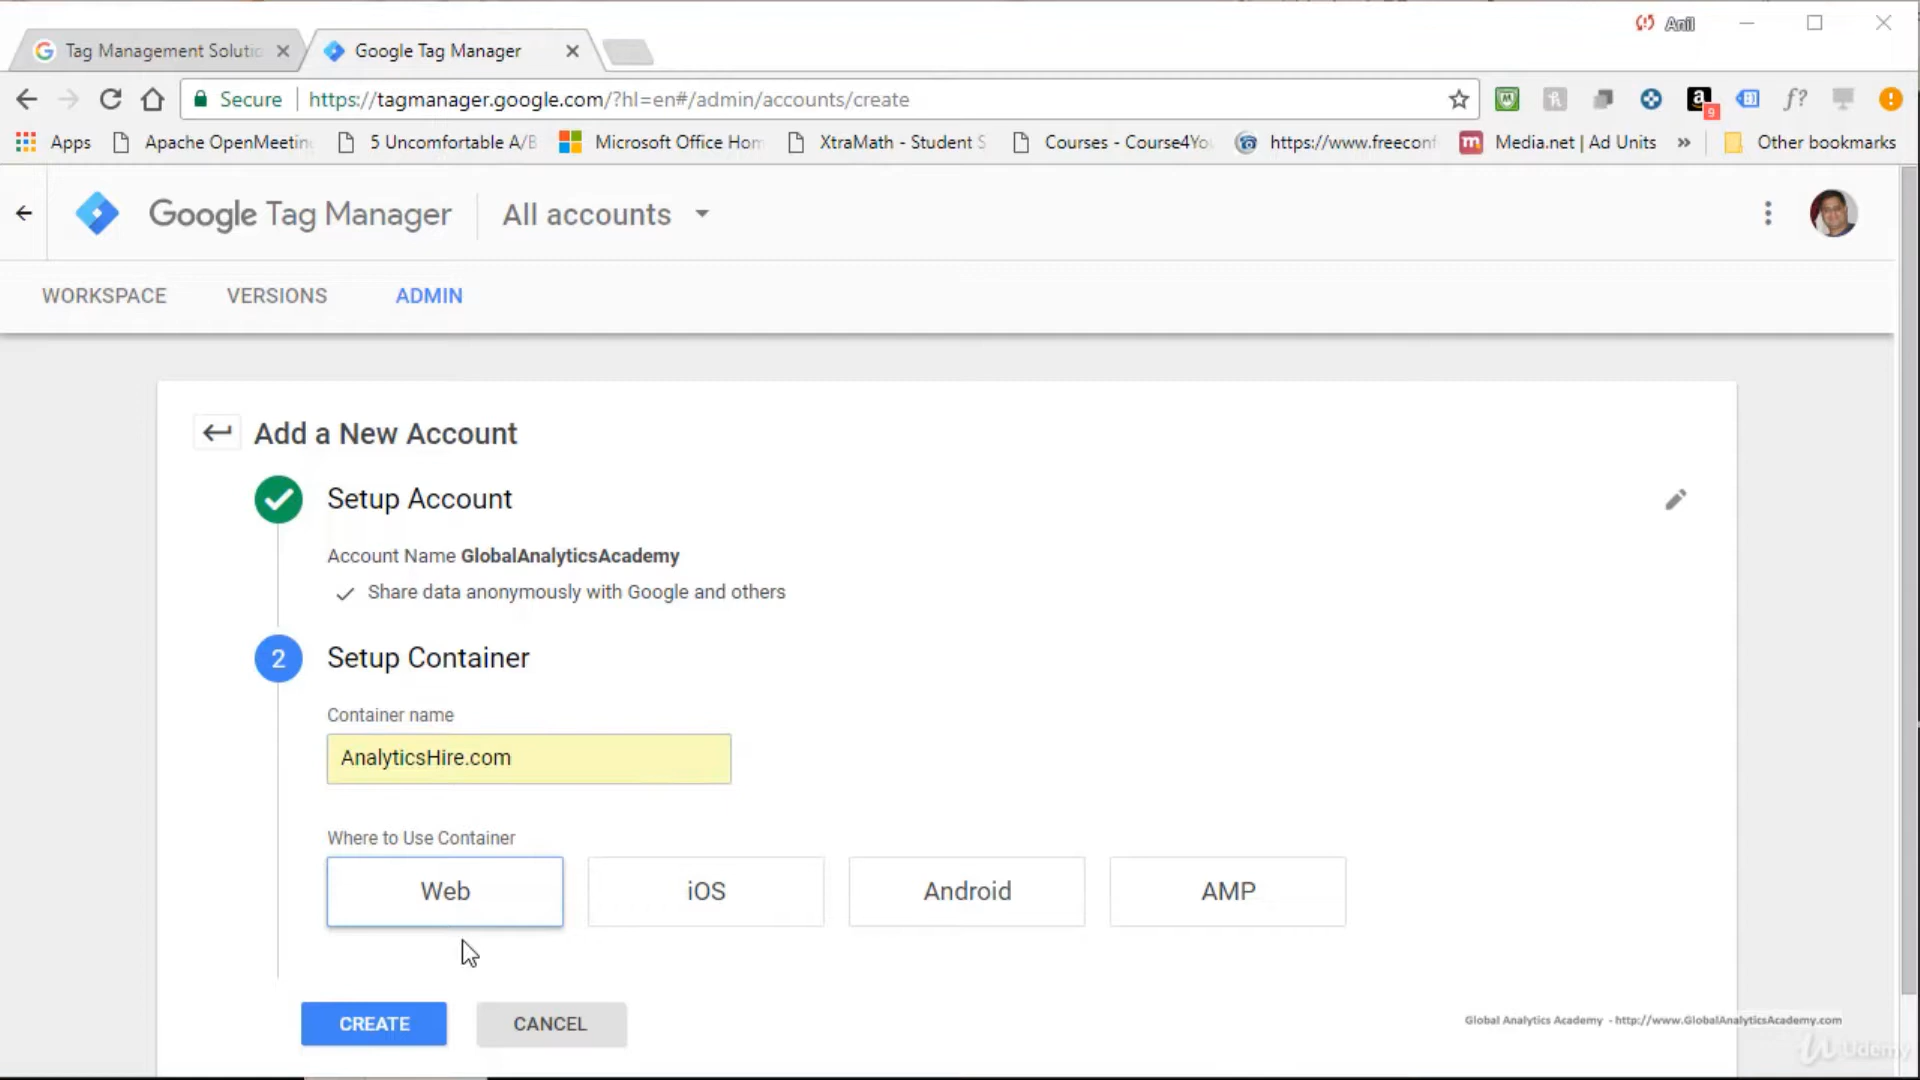 Anil
Tag Management Solutio
Google Tag Manager
Secure https://tagmanager.google.com/?hl=en#/admin/accounts/create
a 9 f?
Apps Apache OpenMeetin 5 Uncomfortable A/B Microsoft Office Hom XtraMath - Student S Courses - Course4Yo https://www.freeconf m Media.net | Ad Units » Other bookmarks
Google Tag Manager All accounts
WORKSPACE VERSIONS ADMIN
Add a New Account
Setup Account
Account Name GlobalAnalyticsAcademy
Share data anonymously with Google and others
2 Setup Container
Container name
AnalyticsHire.com
Where to Use Container
Web iOS Android AMP
CREATE CANCEL
Global Analytics Academy - http://www.GlobalAnalyticsAcademy.com
Udemy